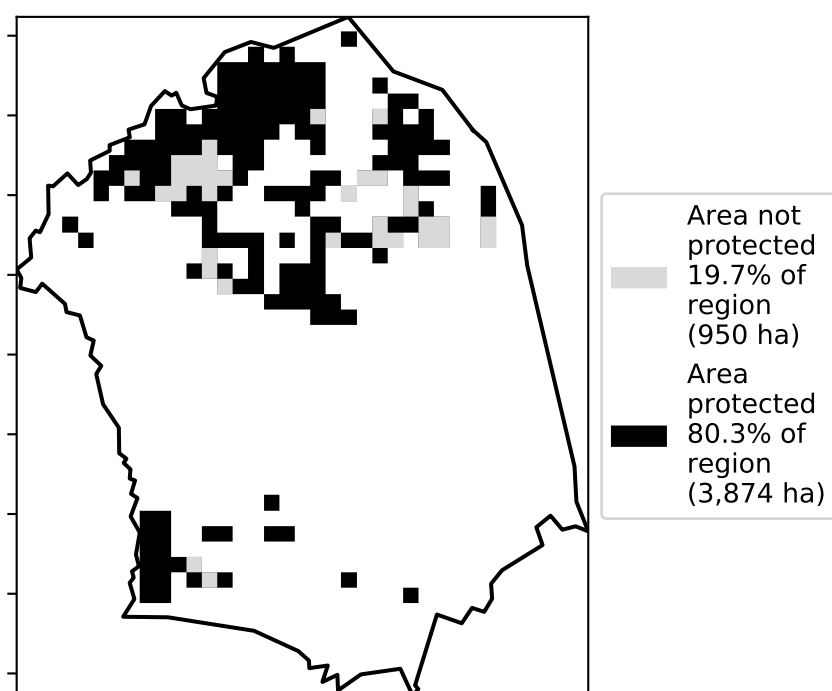 Area not
protected
19.7% of
region
(950 ha)
Area
protected
80.3% of
region
(3,874 ha)